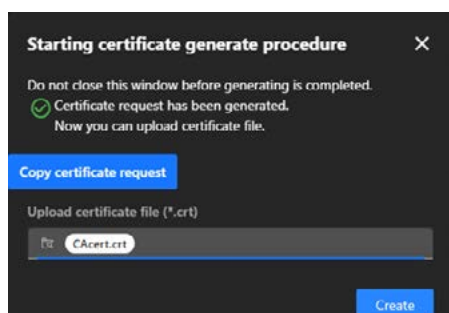 Starting certificate generate procedure
Do not close this window before generating is completed.
Certificate request has been generated.
Now you can upload certificate file.
Copy certificate request
Upload certificate file (*.crt)
CAcert.crt
Create